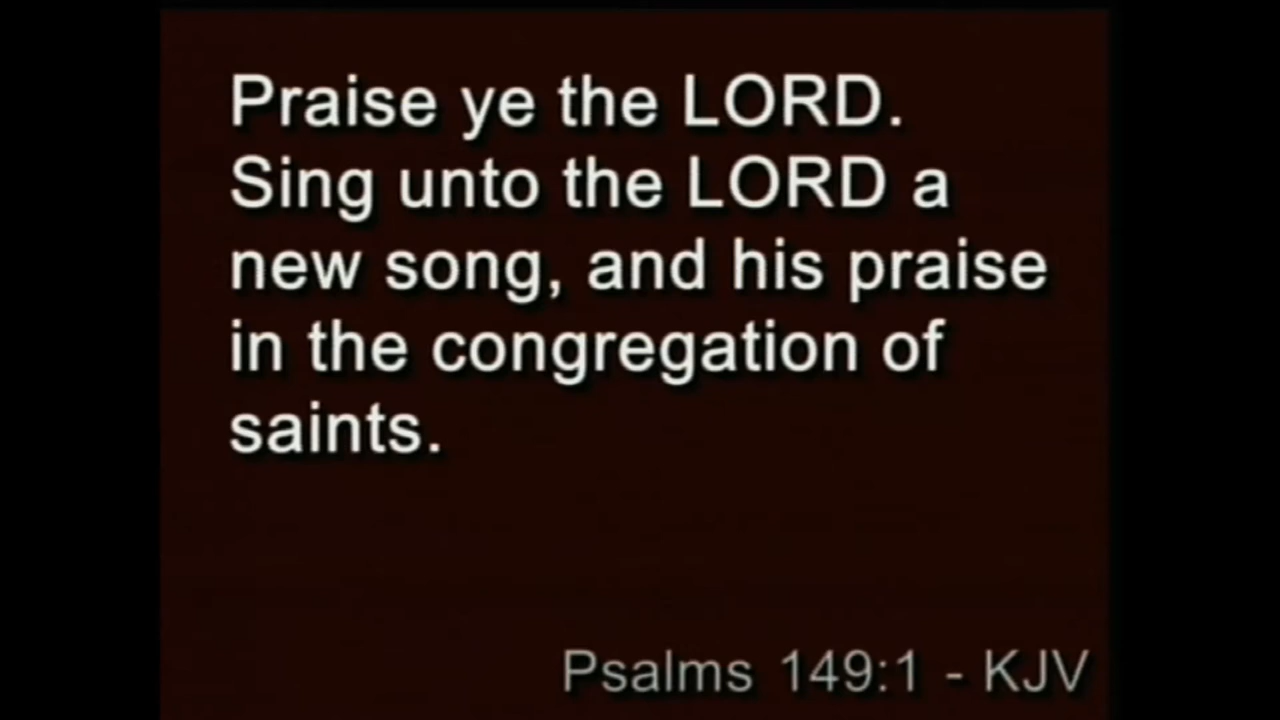 Praise ye the LORD.
Sing unto the LORD a
new song, and his praise
in the congregation of
saints.
Psalms 149:1 - KJV